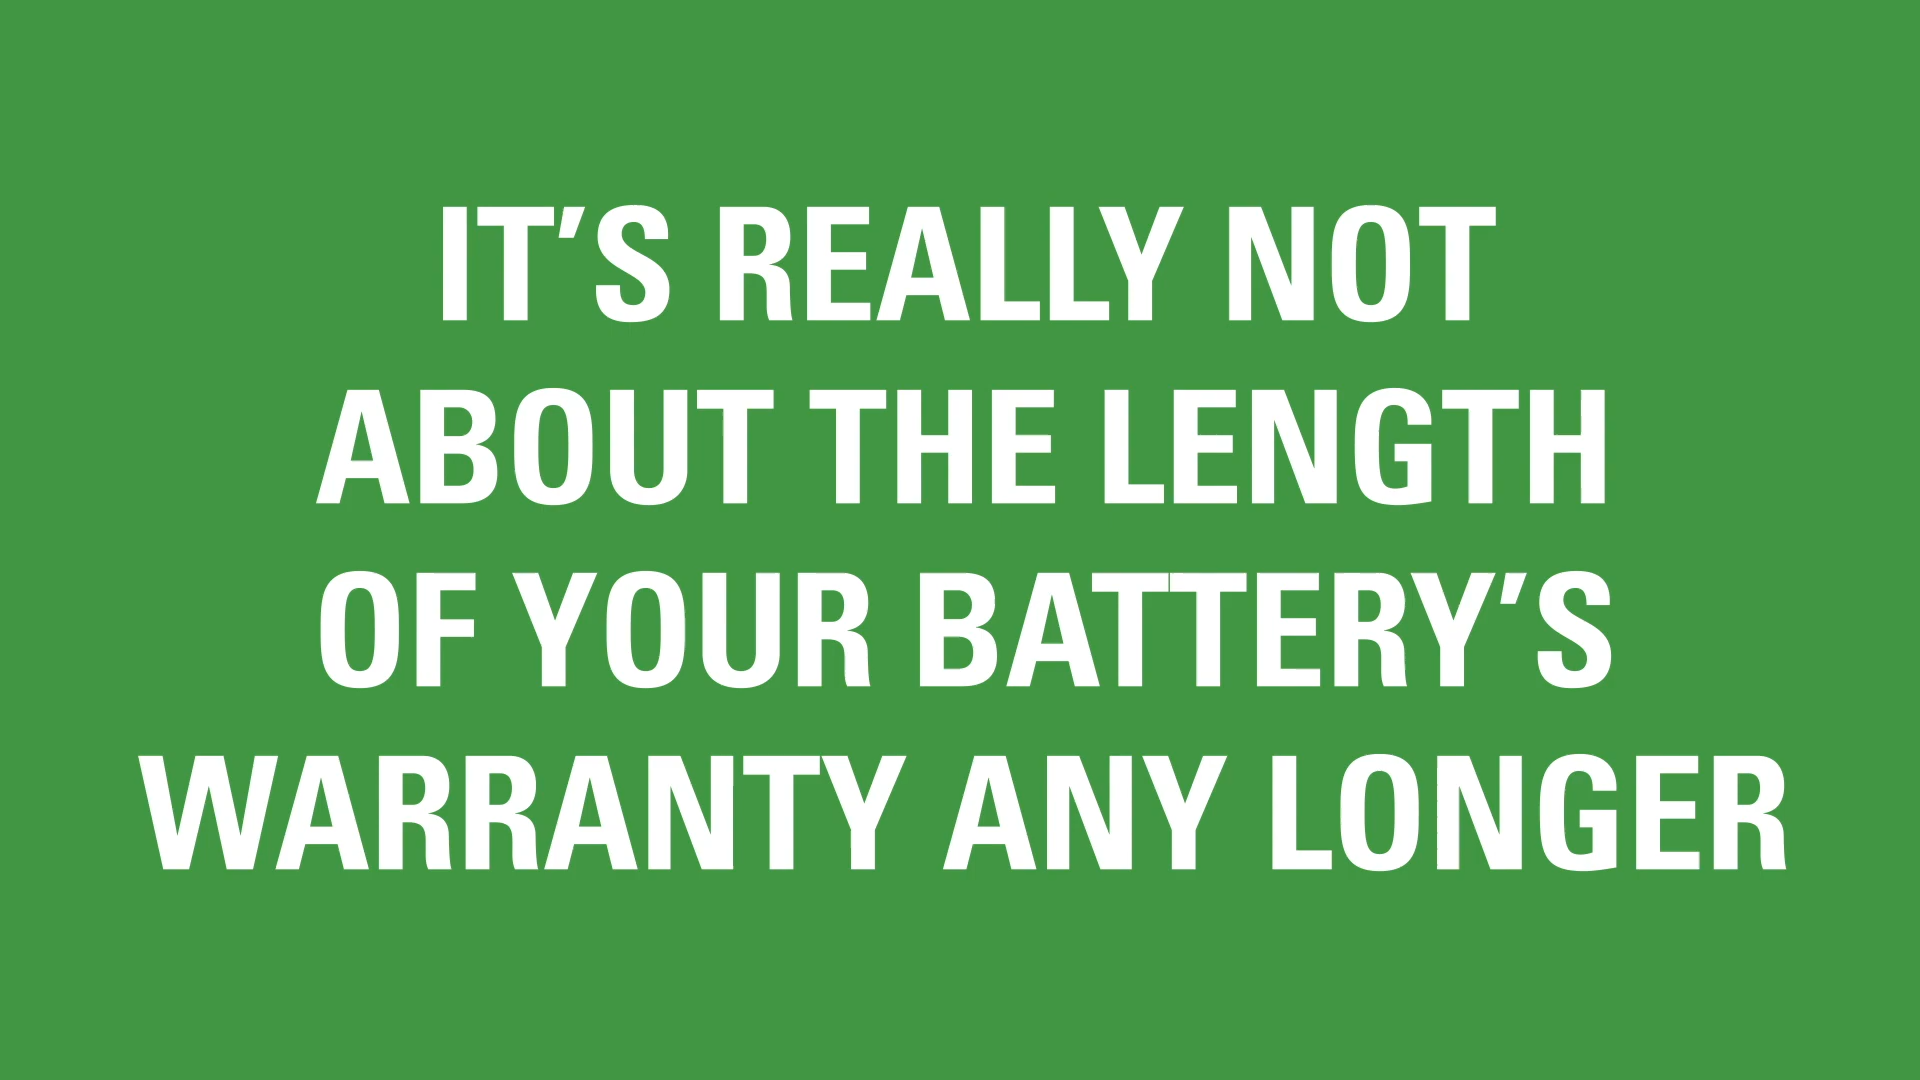 IT’S REALLY NOT
ABOUT THE LENGTH
OF YOUR BATTERY’S
WARRANTY ANY LONGER